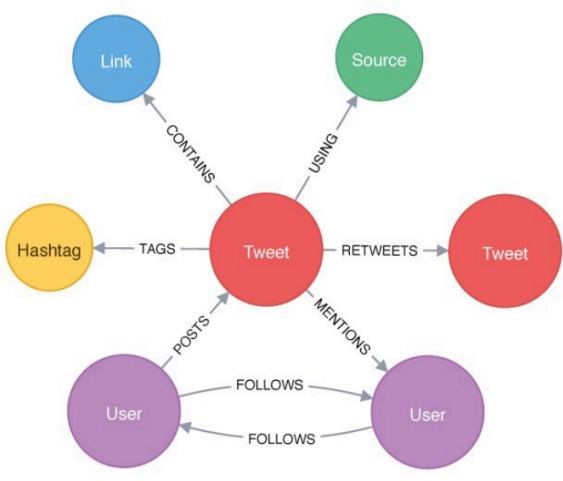 Link
Source
CONTAINS
USING
Hashtag
TAGS
Tweet
RETWEETS
Tweet
POSTS
MENTIONS
User
FOLLOWS
User
FOLLOWS